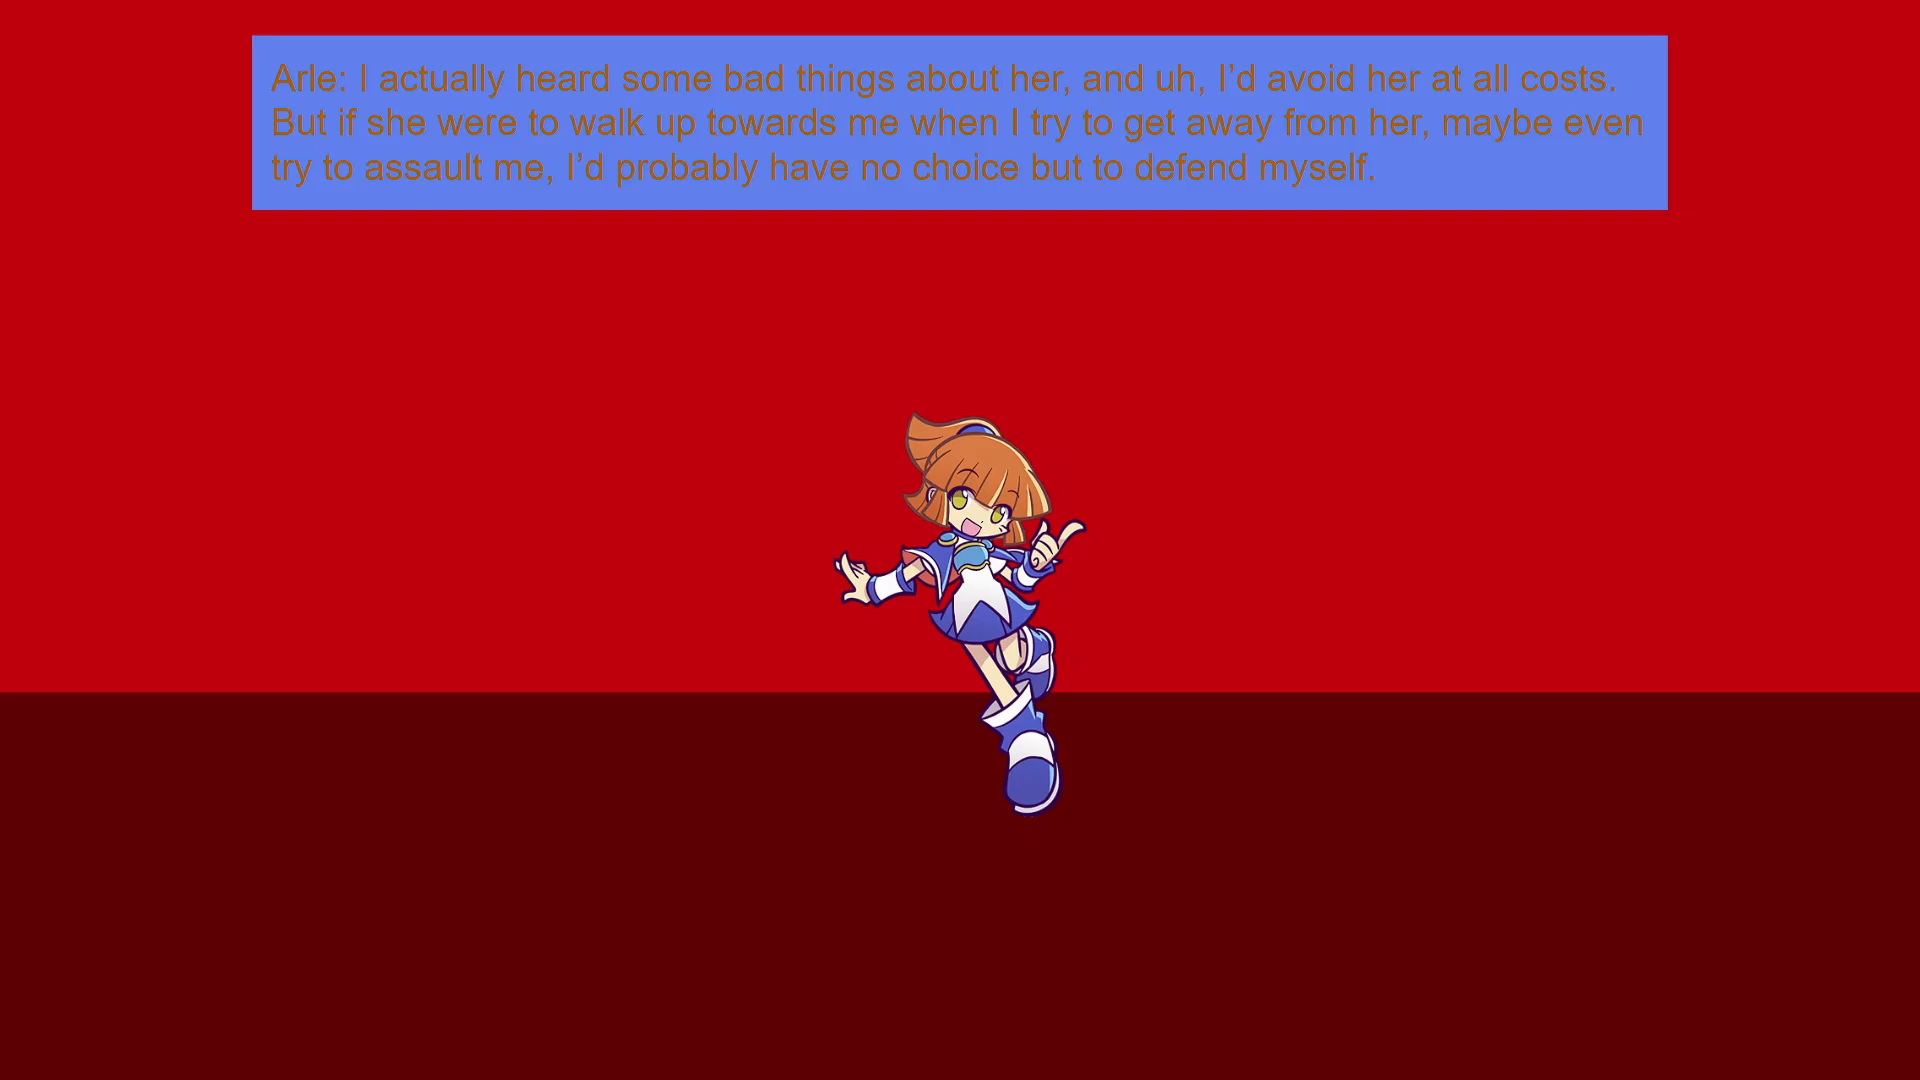 Arle: I actually heard some bad things about her, and uh, I’d avoid her at all costs.
But if she were to walk up towards me when I try to get away from her, maybe even
try to assault me, I’d probably have no choice but to defend myself.